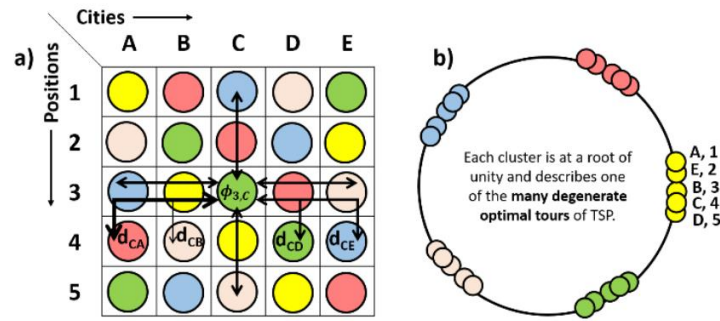 Cities
A B C D E
a)
Positions
1
2
3
ϕ3,C
4
dCA dCB dCD dCE
5
b)
Each cluster is at a root of
unity and describes one
of the many degenerate
optimal tours of TSP.
A, 1
E, 2
B, 3
C, 4
D, 5